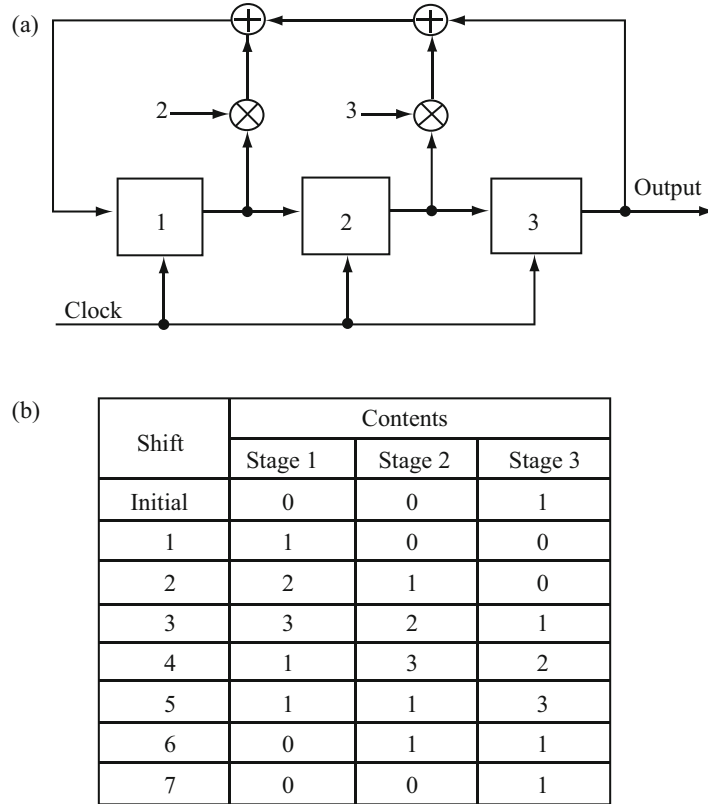 (a)
2
3
Output
1
2
3
Clock
(b)
Shift Contents
Stage 1 Stage 2 Stage 3
Initial 0 0 1
1 1 0 0
2 2 1 0
3 3 2 1
4 1 3 2
5 1 1 3
6 0 1 1
7 0 0 1